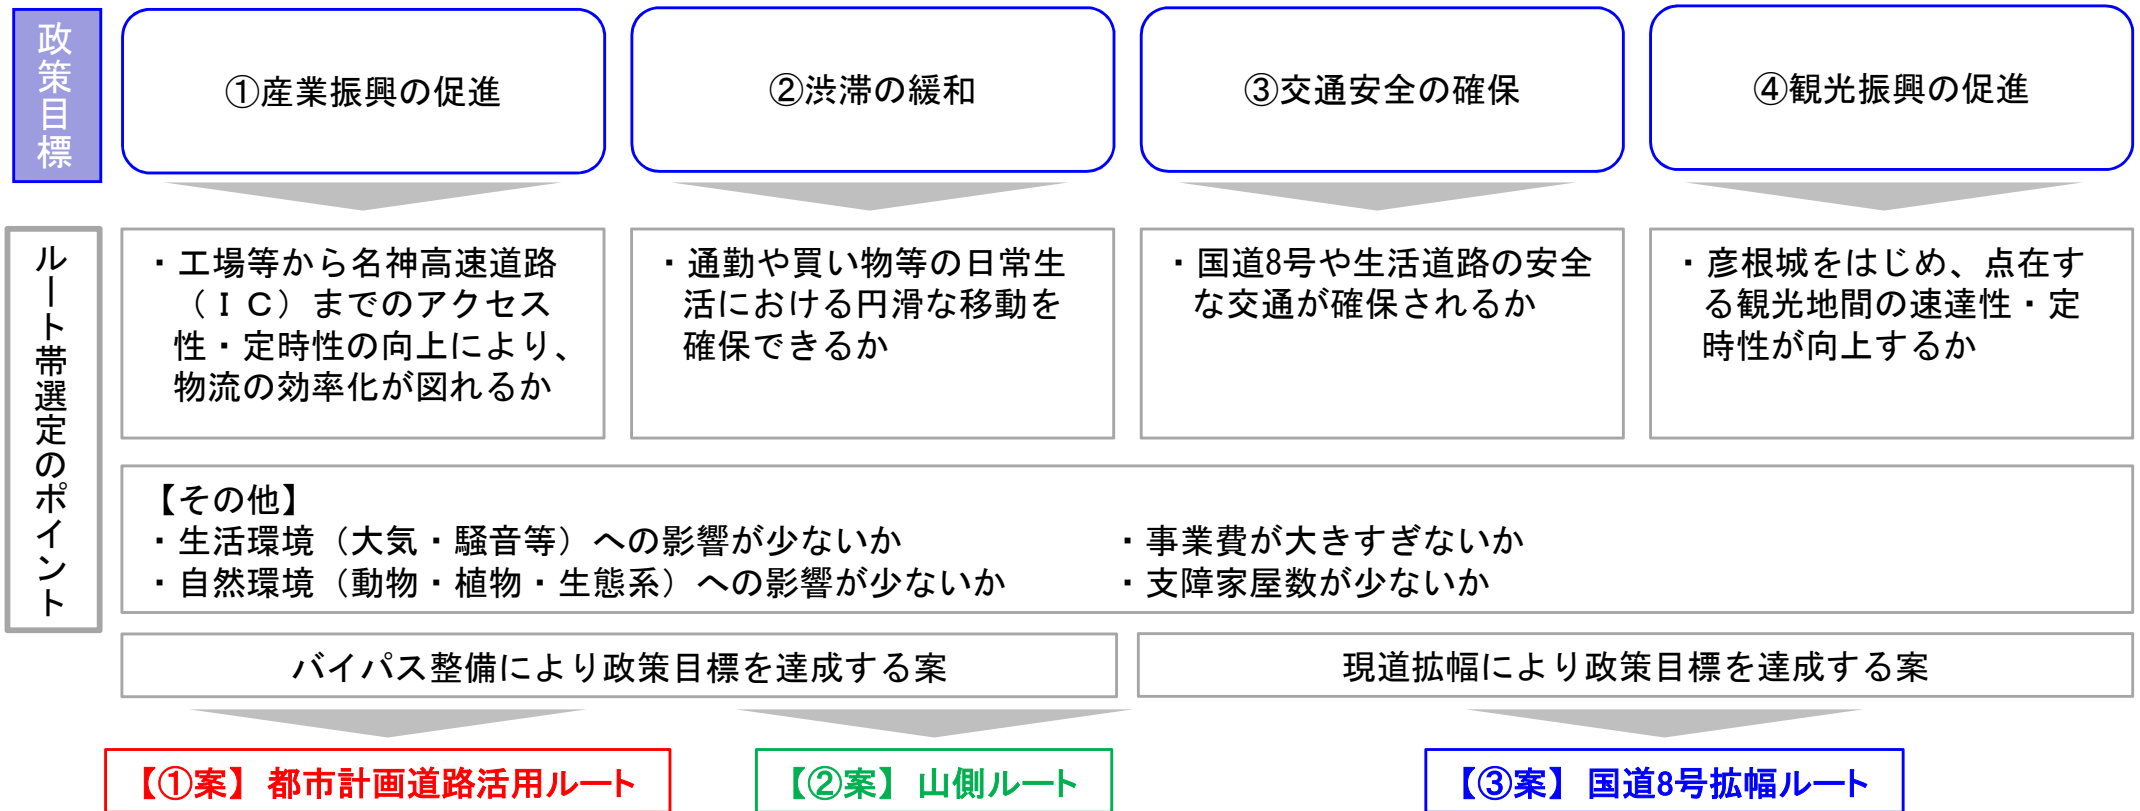 政策目標
①産業振興の促進
②渋滞の緩和
③交通安全の確保
④観光振興の促進
ルート帯選定のポイント
・工場等から名神高速道路
（ＩＣ）までのアクセス
性・定時性の向上により、
物流の効率化が図れるか
・通勤や買い物等の日常生
活における円滑な移動を
確保できるか
・国道8号や生活道路の安全
な交通が確保されるか
・彦根城をはじめ、点在す
る観光地間の速達性・定
時性が向上するか
【その他】
・生活環境（大気・騒音等）への影響が少ないか
・自然環境（動物・植物・生態系）への影響が少ないか
・事業費が大きすぎないか
・支障家屋数が少ないか
バイパス整備により政策目標を達成する案
現道拡幅により政策目標を達成する案
【①案】都市計画道路活用ルート
【②案】山側ルート
【③案】国道8号拡幅ルート